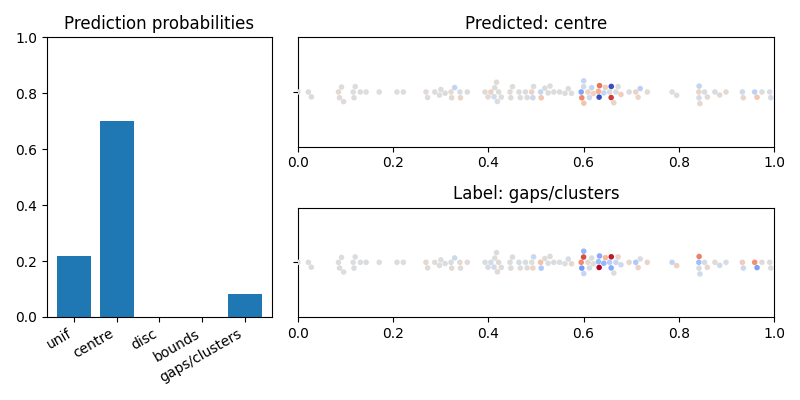 Prediction probabilities
1.0
0.8
0.6
0.4
0.2
0.0
unif
centre
disc
bounds
gaps/clusters
Predicted: centre
0.0 0.2 0.4 0.6 0.8 1.0
Label: gaps/clusters
0.0 0.2 0.4 0.6 0.8 1.0